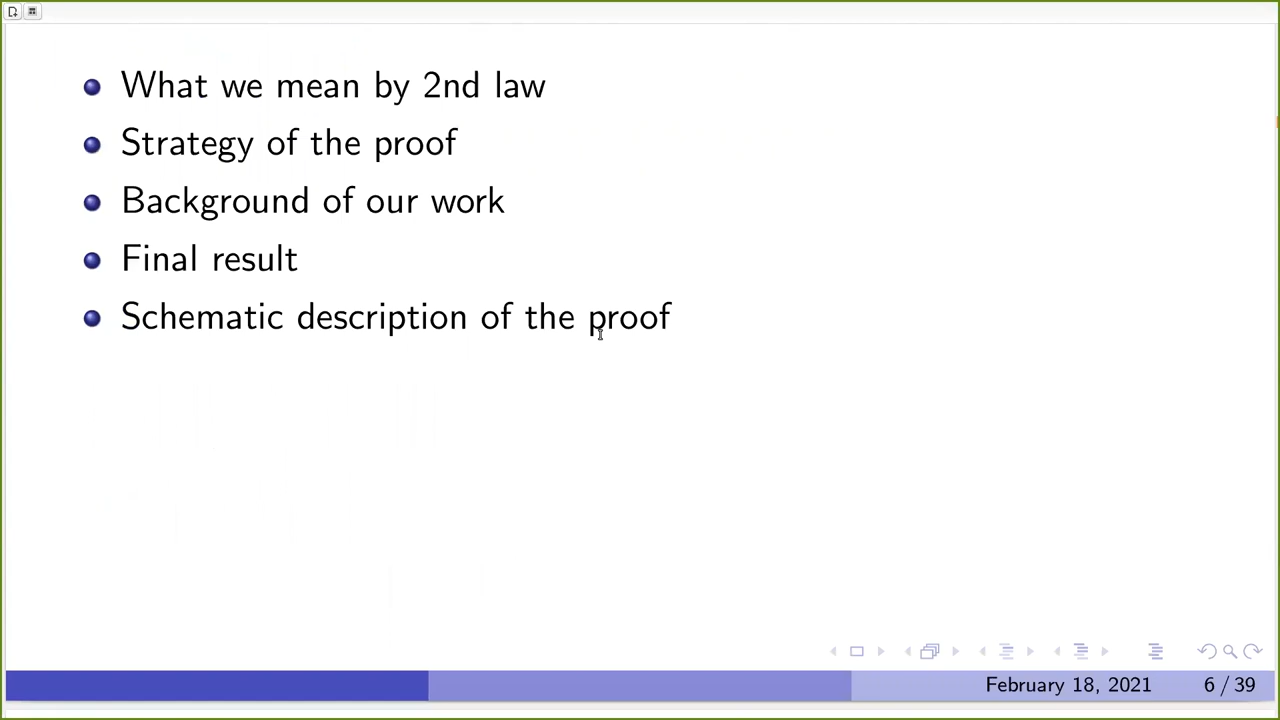 What we mean by 2nd law
Strategy of the proof
Background of our work
Final result
Schematic description of the proof
February 18, 2021 6 / 39